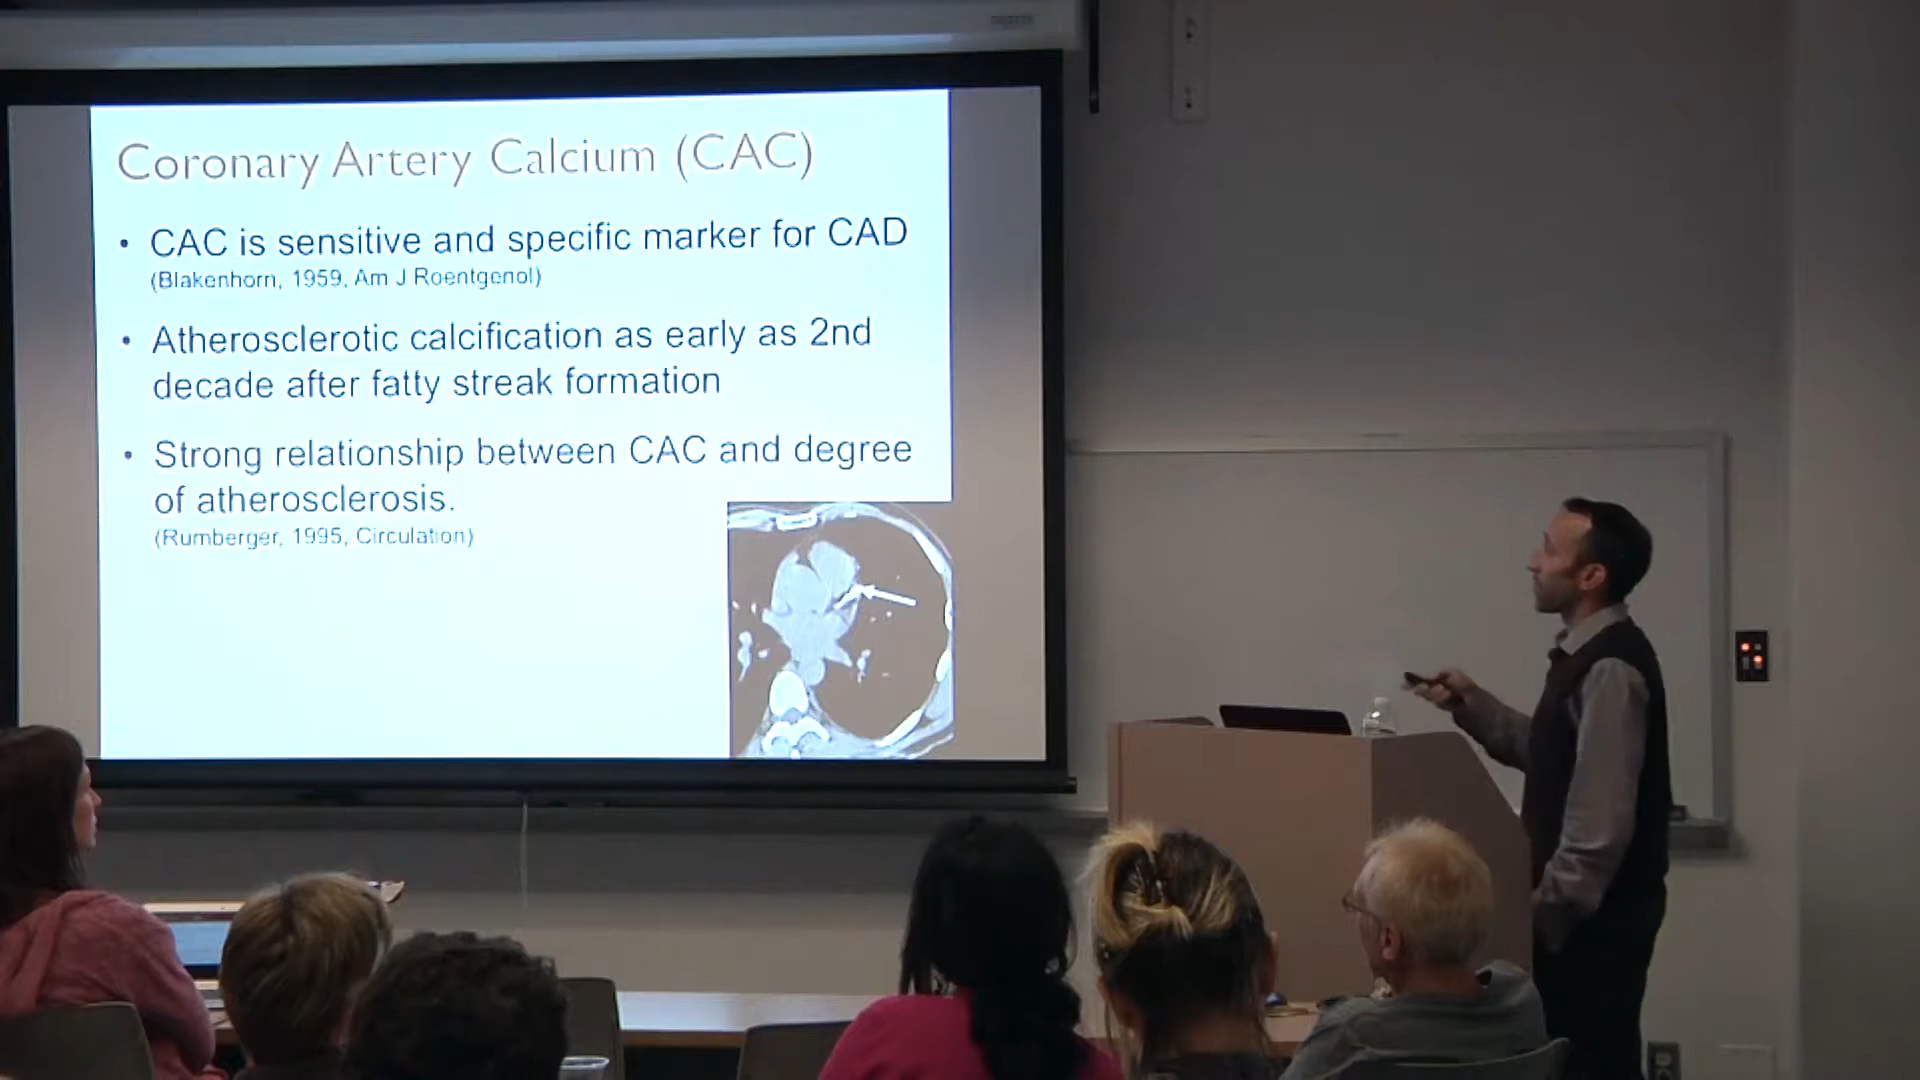 Coronary Artery Calcium (CAC)
• CAC is sensitive and specific marker for CAD
(Blakenhorn, 1959, Am J Roentgenol)
• Atherosclerotic calcification as early as 2nd
decade after fatty streak formation
• Strong relationship between CAC and degree
of atherosclerosis.
(Rumberger, 1995, Circulation)